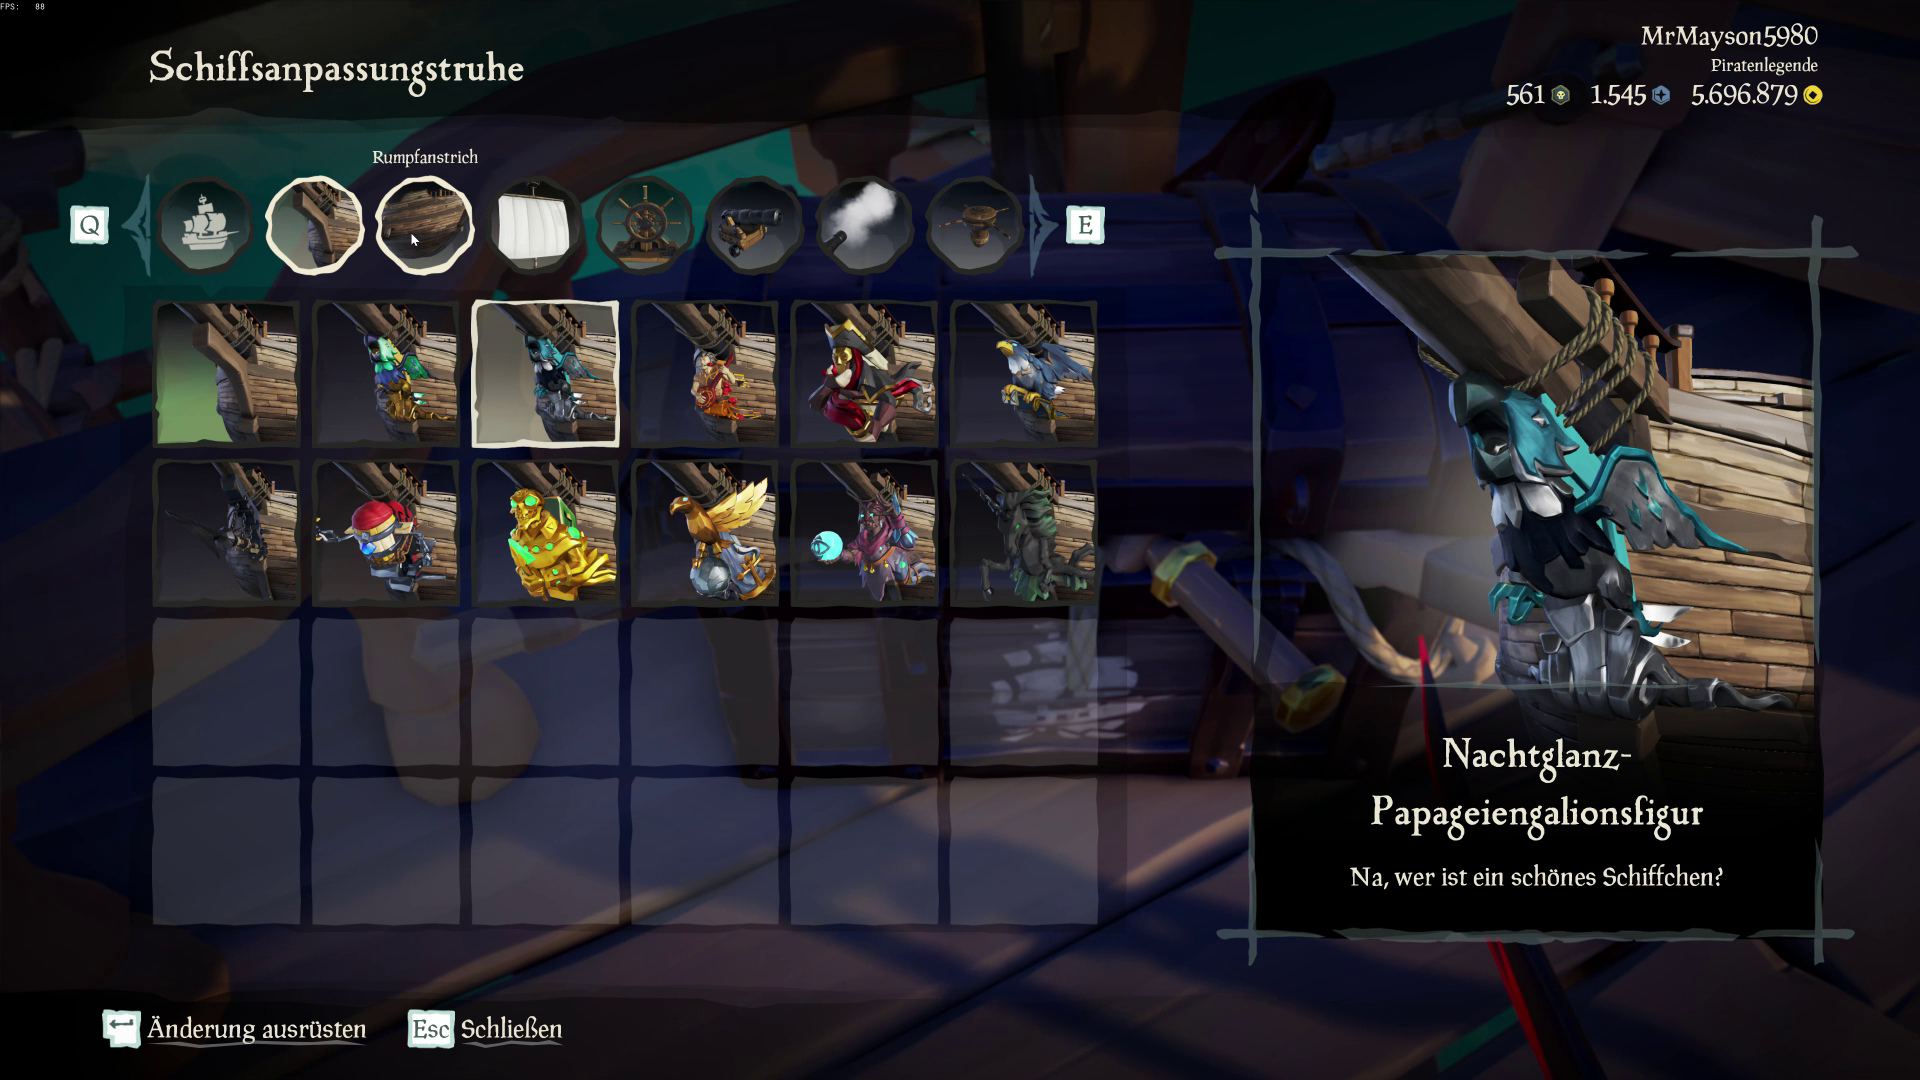 FPS: 88
Schiffsanpassungstruhe
MrMayson5980
Piratenlegende
561 1.545 5.696.879
Rumpfanstrich
Q
E
Nachtglanz-
Papageiengalionsfigur
Na, wer ist ein schönes Schiffchen?
Änderung ausrüsten Esc Schließen